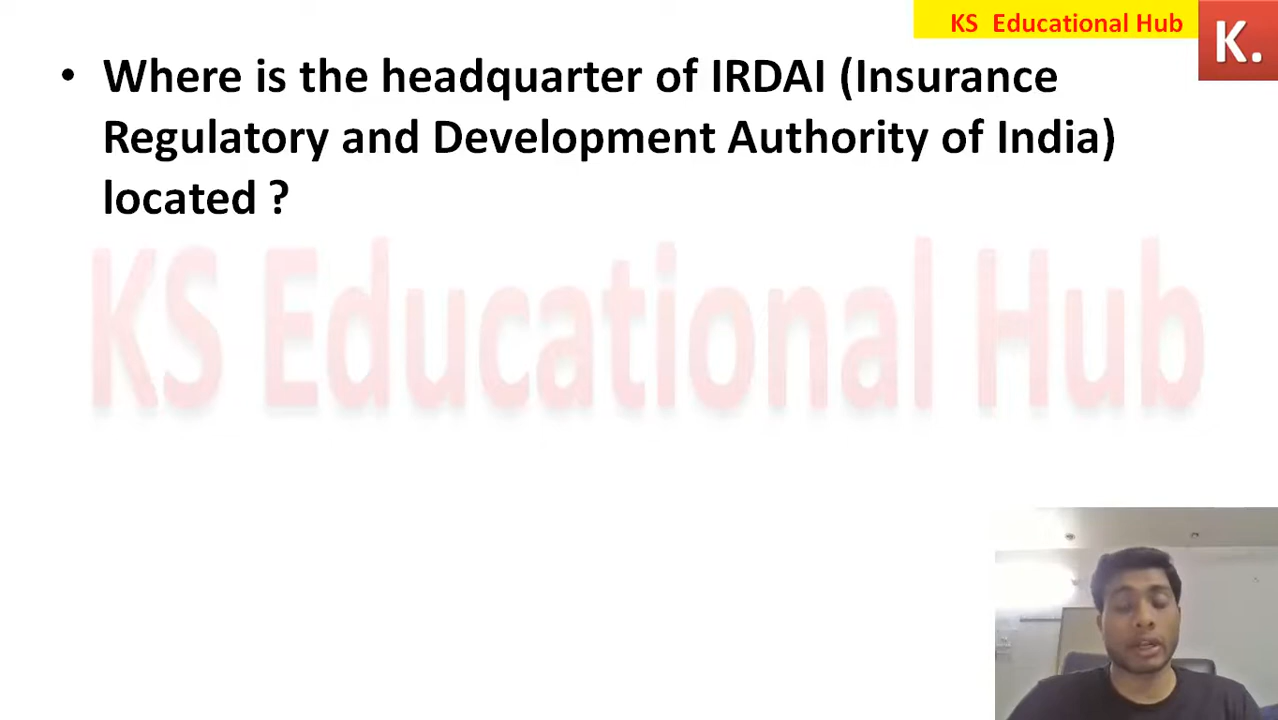 KS Educational Hub
K.
• Where is the headquarter of IRDAI (Insurance
Regulatory and Development Authority of India)
located ?
KS Educational Hub